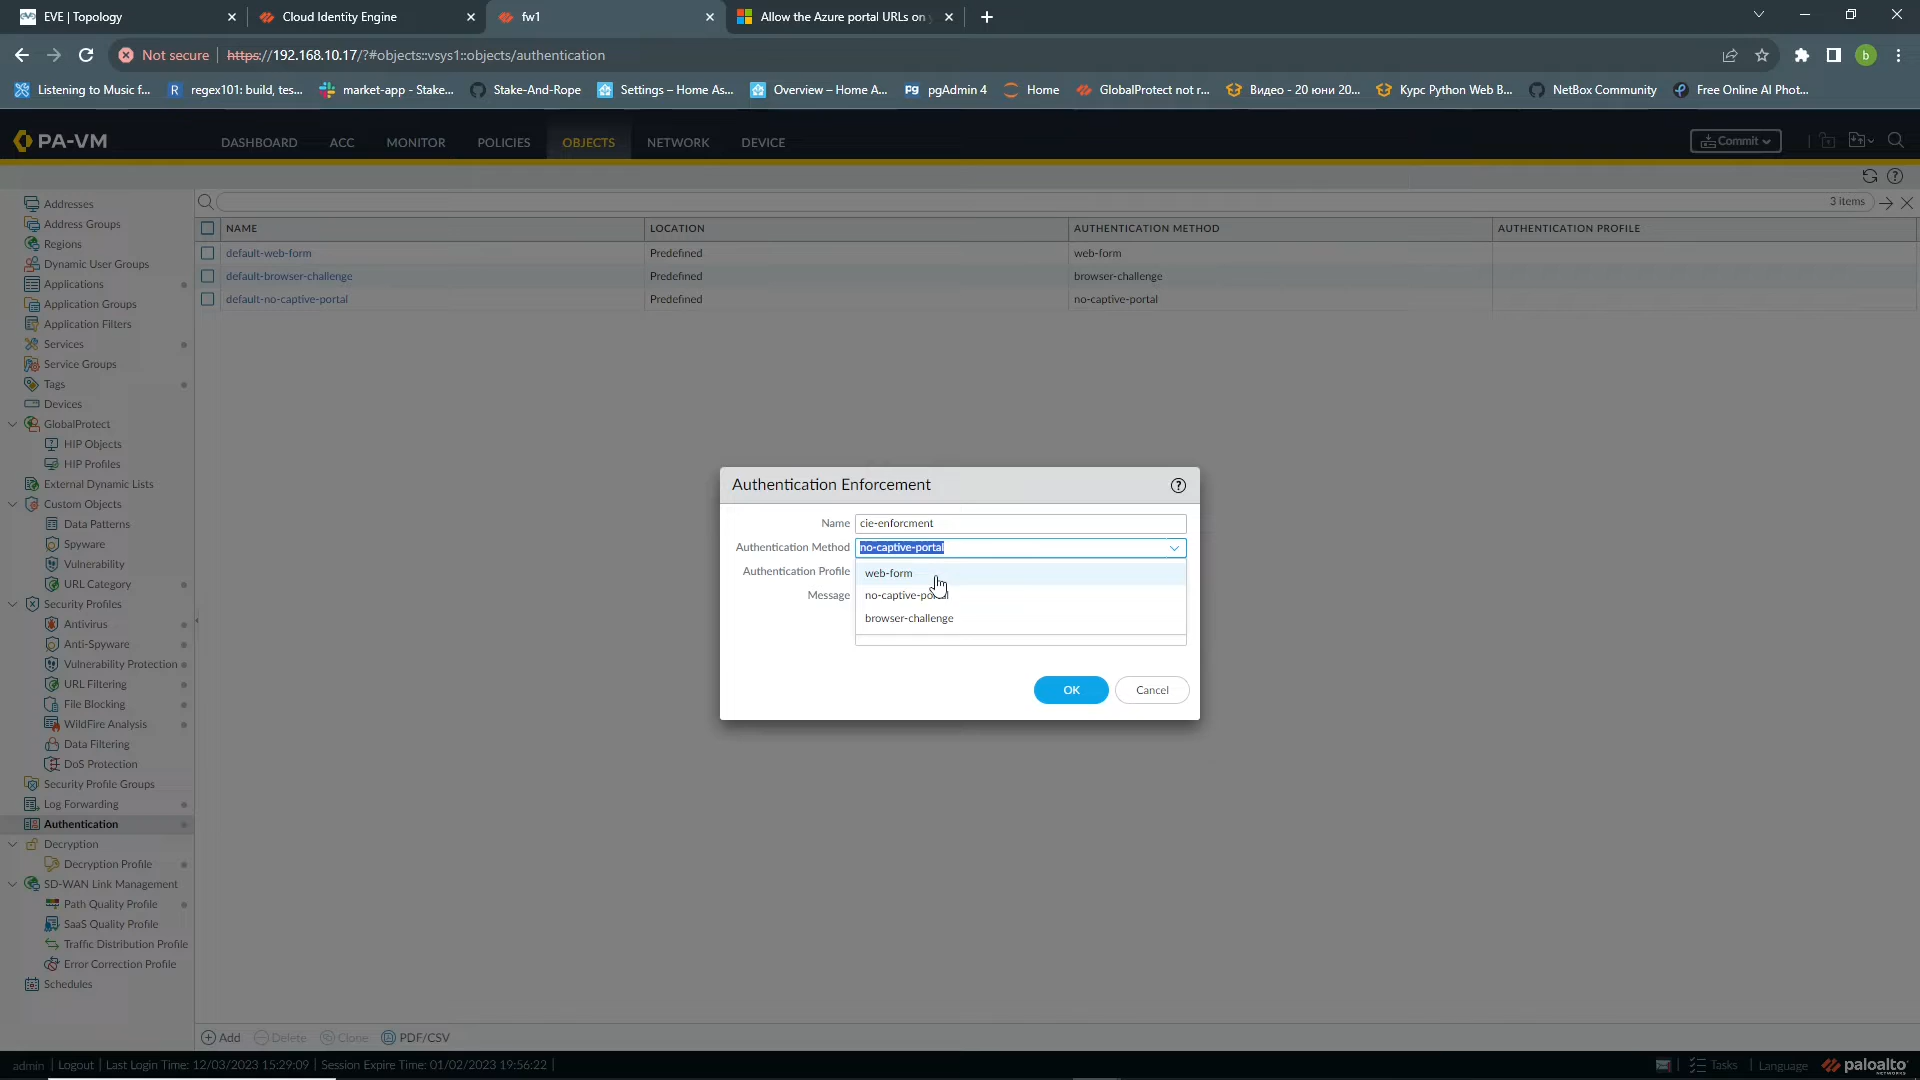 EVE | Topology
Cloud Identity Engine
fw1
Allow the Azure portal URLs on
Not secure
https://192.168.10.17/?#objects::vsys1::objects/authentication
b
Listening to Music f...
regex101: build, tes...
market-app - Stake...
Stake-And-Rope
Settings – Home As...
Overview – Home A...
pgAdmin 4
Home
GlobalProtect not r...
Видео - 20 юни 20...
Курс Python Web B...
NetBox Community
Free Online AI Phot...
PA-VM
DASHBOARD
ACC
MONITOR
POLICIES
OBJECTS
NETWORK
DEVICE
Commit
3 items
Addresses
Address Groups
Regions
Dynamic User Groups
Applications
Application Groups
Application Filters
Services
Service Groups
Tags
Devices
GlobalProtect
HIP Objects
HIP Profiles
External Dynamic Lists
Custom Objects
Data Patterns
Spyware
Vulnerability
URL Category
Security Profiles
Antivirus
Anti-Spyware
Vulnerability Protection
URL Filtering
File Blocking
WildFire Analysis
Data Filtering
DoS Protection
Security Profile Groups
Log Forwarding
Authentication
Decryption
Decryption Profile
SD-WAN Link Management
Path Quality Profile
SaaS Quality Profile
Traffic Distribution Profile
Error Correction Profile
Schedules
NAME LOCATION AUTHENTICATION METHOD AUTHENTICATION PROFILE
default-web-form Predefined web-form
default-browser-challenge Predefined browser-challenge
default-no-captive-portal Predefined no-captive-portal
Authentication Enforcement
Name cie-enforcment
Authentication Method no-captive-portal
Authentication Profile
Message
web-form
no-captive-portal
browser-challenge
OK
Cancel
Add
Delete
Clone
PDF/CSV
admin | Logout | Last Login Time: 12/03/2023 15:29:09 | Session Expire Time: 01/02/2023 19:56:22 |
Tasks | Language
paloalto
NETWORKS